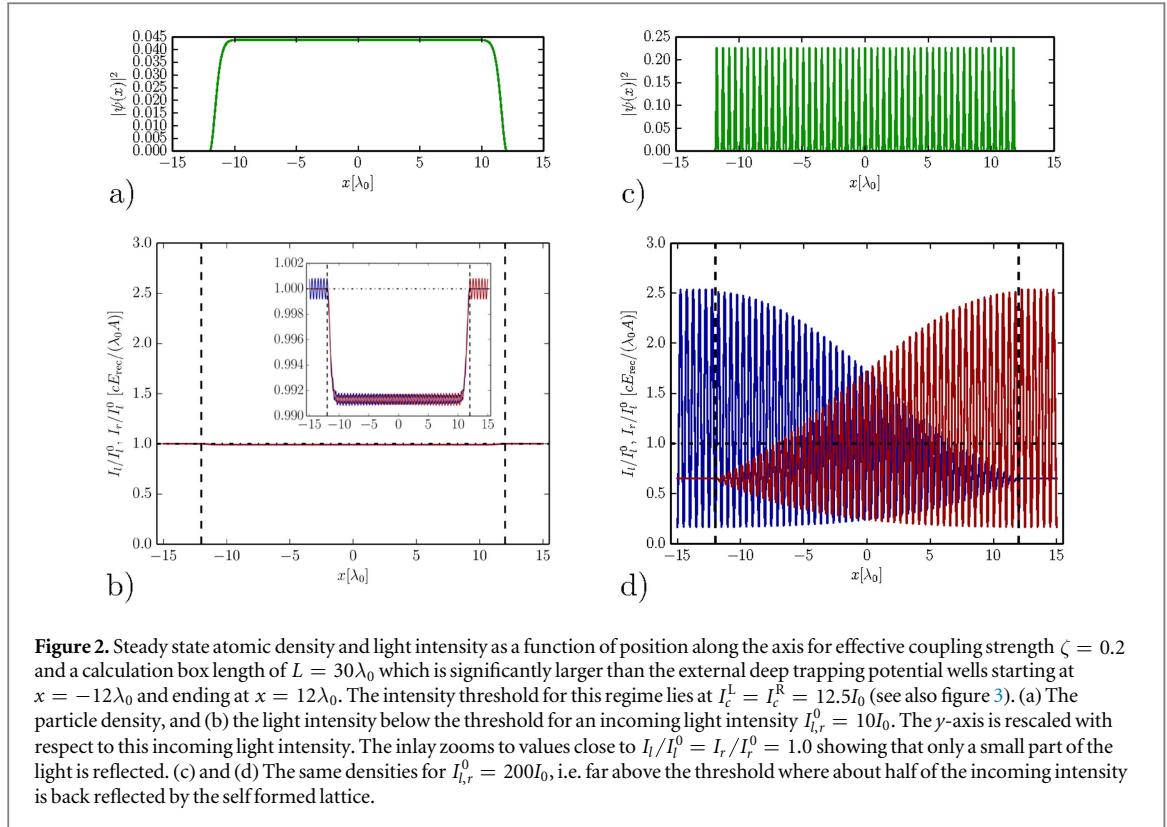 0.045
0.040
0.035
0.030
0.025
0.020
0.015
0.010
0.005
0.000
|ψ(x)|²
−15 −10 −5 0 5 10 15
x[λ₀]
a)
0.25
0.20
0.15
0.10
0.05
0.00
|ψ(x)|²
−15 −10 −5 0 5 10 15
x[λ₀]
c)
3.0
2.5
2.0
1.5
1.0
0.5
0.0
I_l/I_l^0, I_r/I_l^0 [cE_rec/(λ₀A)]
1.002
1.000
0.998
0.996
0.994
0.992
0.990
−15 −10 −5 0 5 10 15
−15 −10 −5 0 5 10 15
x[λ₀]
b)
3.0
2.5
2.0
1.5
1.0
0.5
0.0
I_l/I_l^0, I_r/I_l^0 [cE_rec/(λ₀A)]
−15 −10 −5 0 5 10 15
x[λ₀]
d)
Figure 2. Steady state atomic density and light intensity as a function of position along the axis for effective coupling strength ζ = 0.2
and a calculation box length of L = 30λ₀ which is significantly larger than the external deep trapping potential wells starting at
x = −12λ₀ and ending at x = 12λ₀. The intensity threshold for this regime lies at I_c^L = I_c^R = 12.5I₀ (see also figure 3). (a) The
particle density, and (b) the light intensity below the threshold for an incoming light intensity I_{l,r}^0 = 10I₀. The y-axis is rescaled with
respect to this incoming light intensity. The inlay zooms to values close to I_l/I_l^0 = I_r/I_r^0 = 1.0 showing that only a small part of the
light is reflected. (c) and (d) The same densities for I_{l,r}^0 = 200I₀, i.e. far above the threshold where about half of the incoming intensity
is back reflected by the self formed lattice.